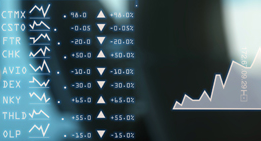 CTMX 96.0 ▲ +96.0%
CSTO -0.05 ▼ -0.05%
FTR -20.0 ▼ -20.0%
CHK +50.0 ▲ +50.0%
AVIO -10.0 ▼ -10.0%
DEX -30.0 ▼ -30.0%
NKY +65.0 ▲ +65.0%
THLD +55.0 ▲ +55.0%
OLP -15.0 ▼ -15.0%